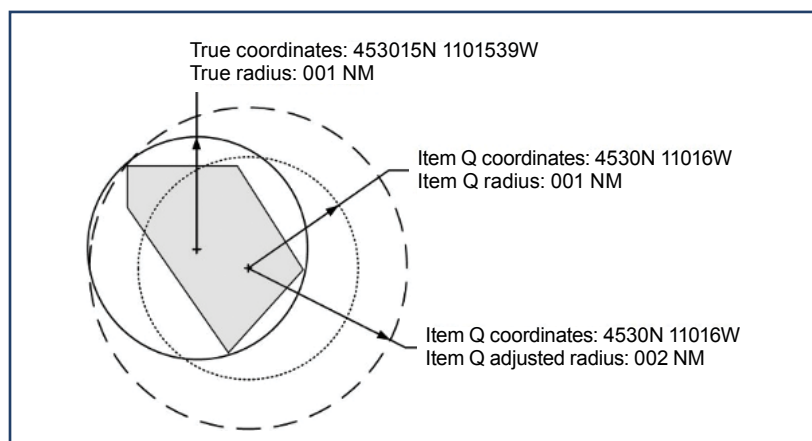 True coordinates: 453015N 1101539W
True radius: 001 NM
Item Q coordinates: 4530N 11016W
Item Q radius: 001 NM
Item Q coordinates: 4530N 11016W
Item Q adjusted radius: 002 NM